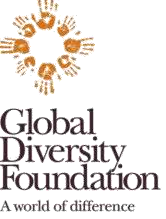 Global
Diversity
Foundation
A world of difference